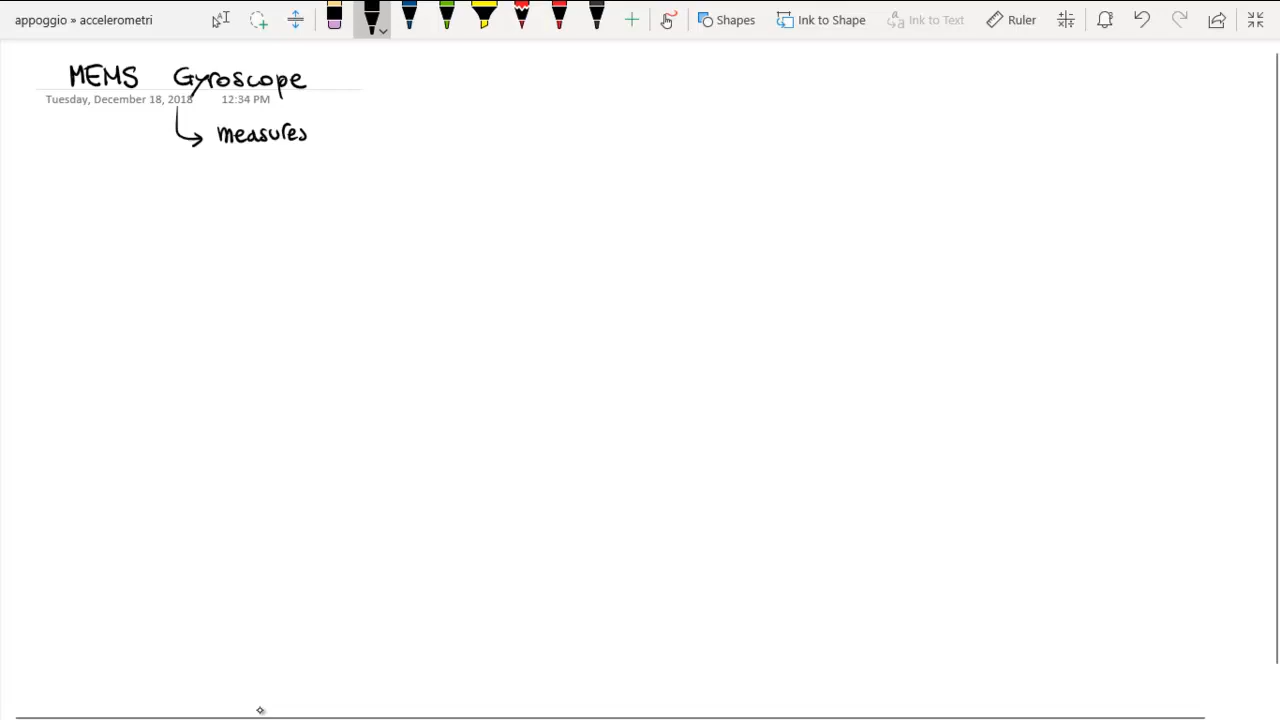 appoggio » accelerometri
Shapes
Ink to Shape
Ink to Text
Ruler
MEMS Gyroscope
Tuesday, December 18, 2018 12:34 PM
measures